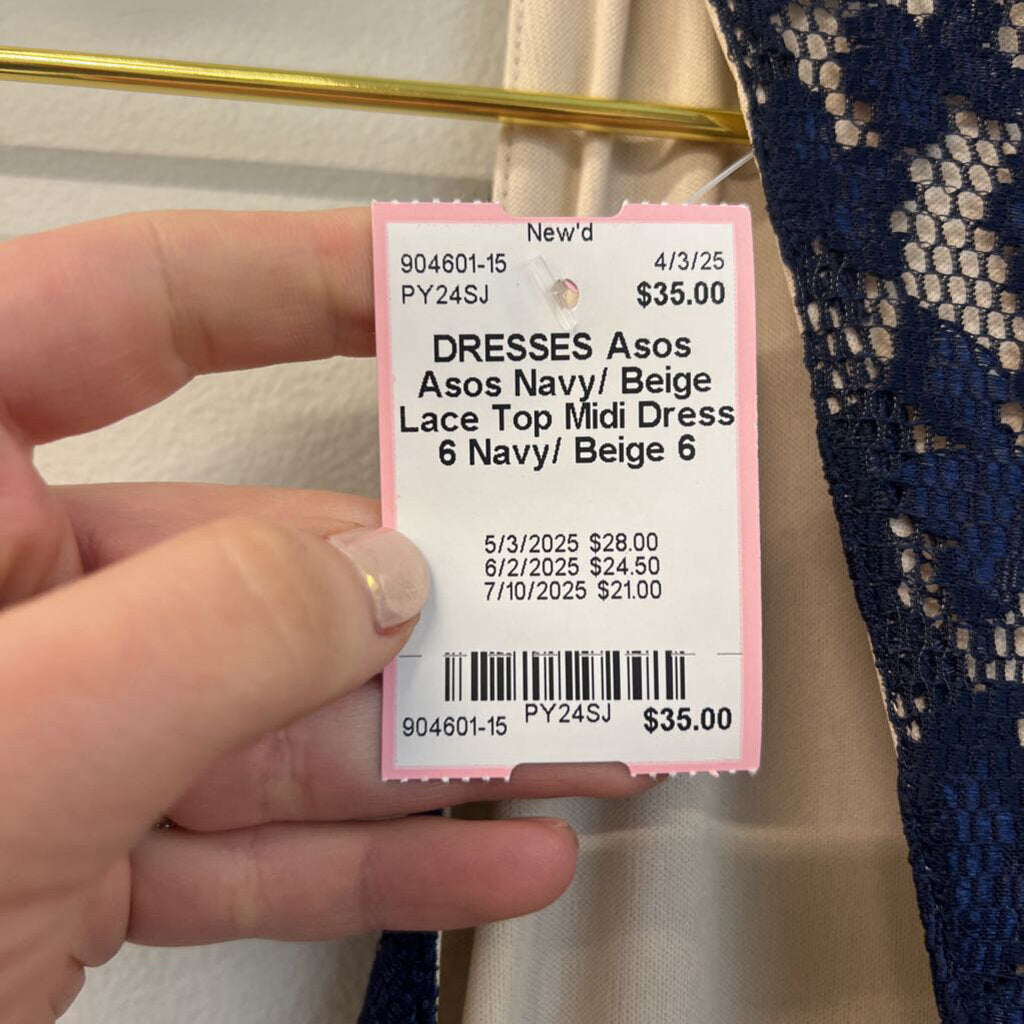 New'd
904601-15 4/3/25
PY24SJ $35.00
DRESSES Asos
Asos Navy/ Beige
Lace Top Midi Dress
6 Navy/ Beige 6
5/3/2025 $28.00
6/2/2025 $24.50
7/10/2025 $21.00
904601-15 PY24SJ $35.00